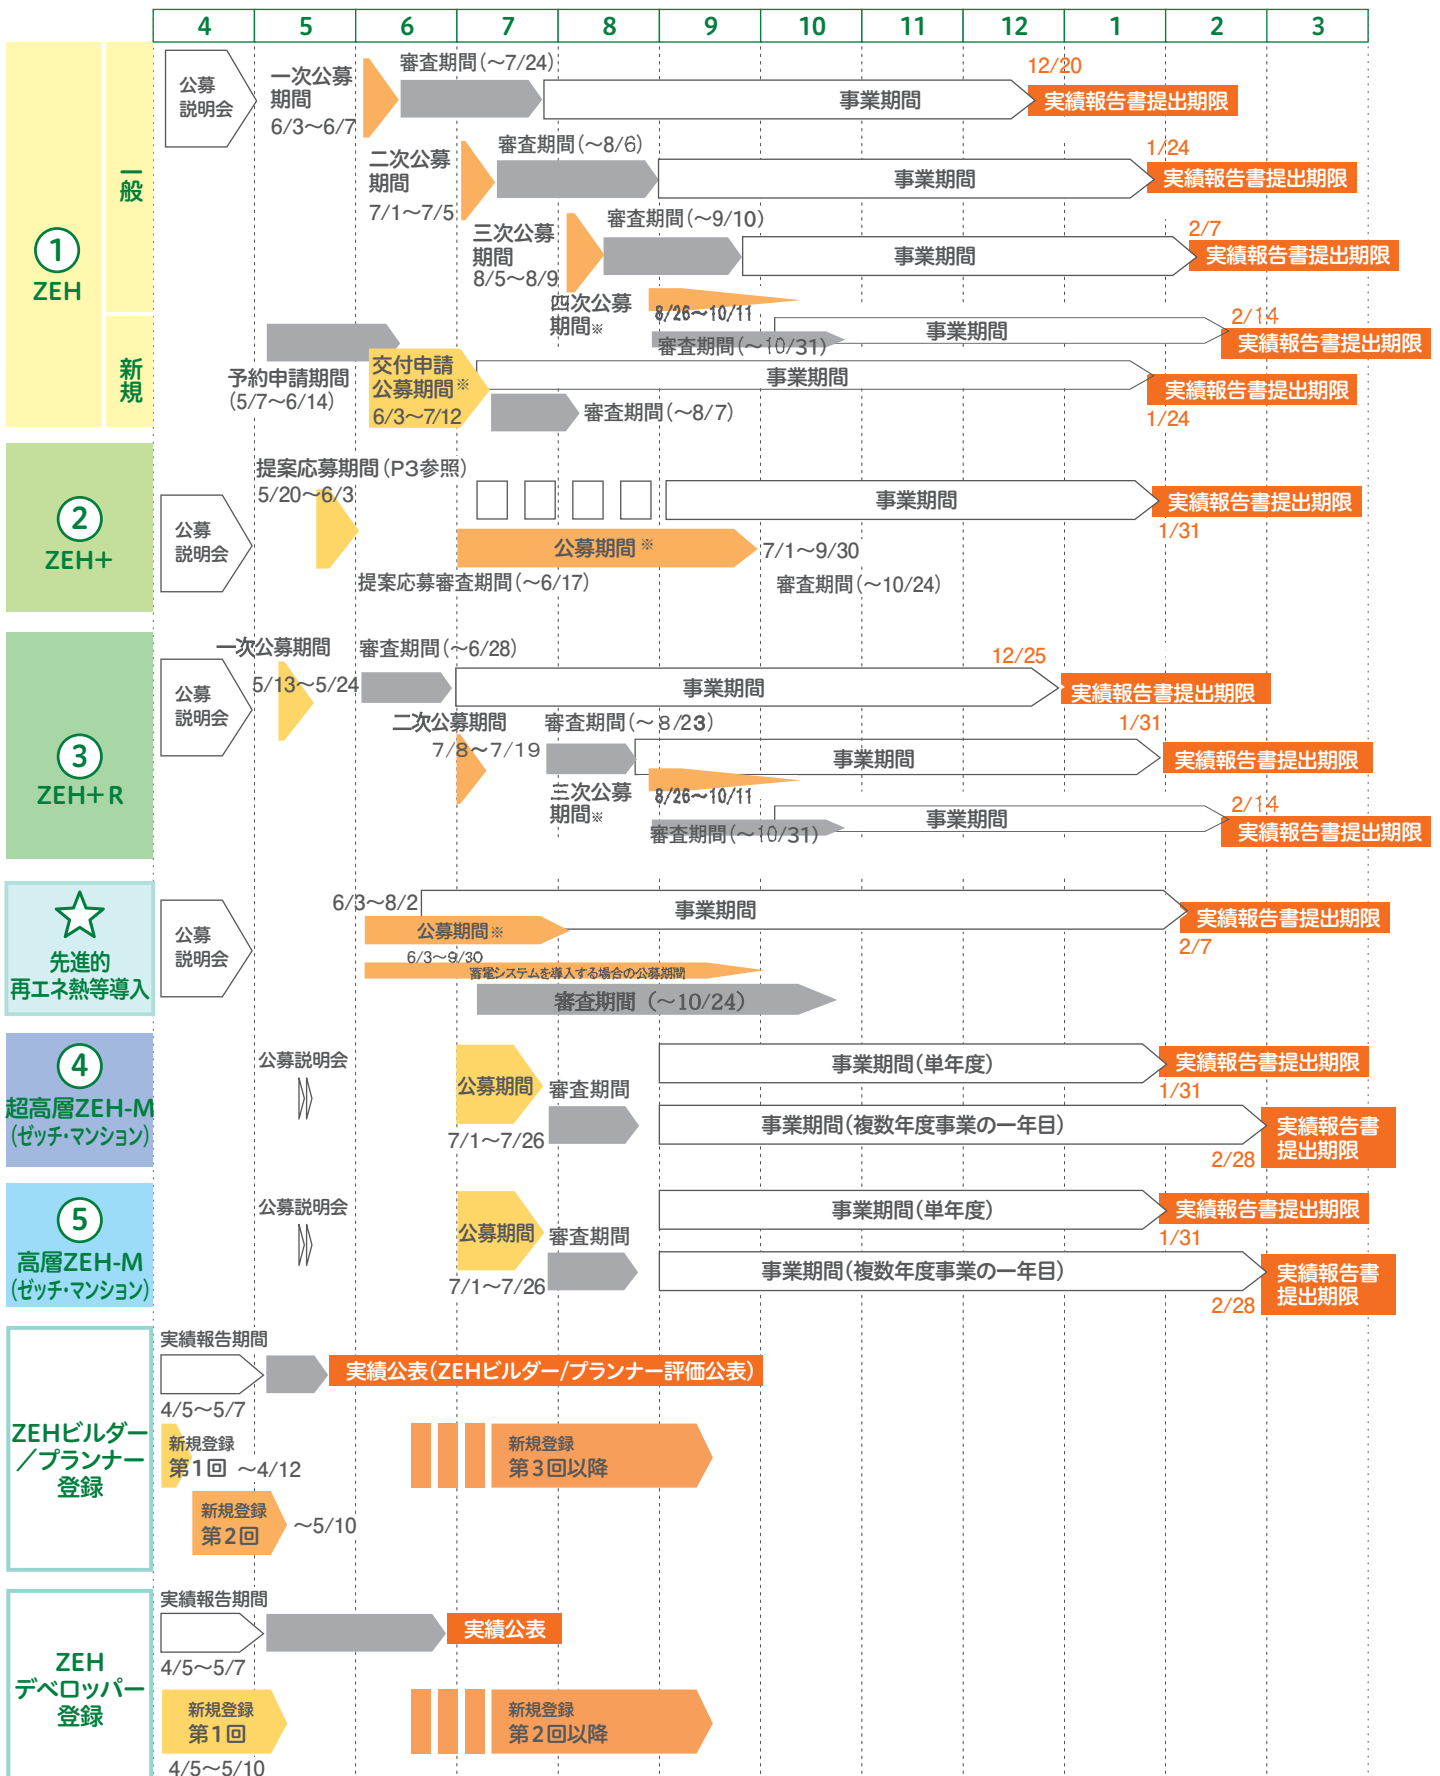 4 5 6 7 8 9 10 11 12 1 2 3
①
ZEH
一般
新規
公募
説明会
一次公募
期間
6/3～6/7
審査期間（～7/24）
事業期間
12/20
実績報告書提出期限
二次公募
期間
7/1～7/5
審査期間（～8/6）
事業期間
1/24
実績報告書提出期限
三次公募
期間
8/5～8/9
審査期間（～9/10）
事業期間
2/7
実績報告書提出期限
四次公募
期間※
8/26～10/11
審査期間（～10/31）
事業期間
2/14
実績報告書提出期限
予約申請期間
（5/7～6/14）
交付申請
公募期間※
6/3～7/12
審査期間（～8/7）
事業期間
実績報告書提出期限
1/24
②
ZEH+
公募
説明会
提案応募期間（P3参照）
5/20～6/3
提案応募審査期間（～6/17）
公募期間※
7/1～9/30
審査期間（～10/24）
事業期間
実績報告書提出期限
1/31
③
ZEH+R
公募
説明会
一次公募期間
5/13～5/24
審査期間（～6/28）
事業期間
12/25
実績報告書提出期限
二次公募期間
7/8～7/19
審査期間（～8/23）
事業期間
1/31
実績報告書提出期限
三次公募
期間※
8/26～10/11
審査期間（～10/31）
事業期間
2/14
実績報告書提出期限
先進的
再エネ熱等導入
公募
説明会
6/3～8/2
公募期間※
6/3～9/30
蓄電システムを導入する場合の公募期間
審査期間（～10/24）
事業期間
実績報告書提出期限
2/7
④
超高層ZEH-M
（ゼッチ・マンション）
公募説明会
公募期間
7/1～7/26
審査期間
事業期間（単年度）
実績報告書提出期限
1/31
事業期間（複数年度事業の一年目）
実績報告書
提出期限
2/28
⑤
高層ZEH-M
（ゼッチ・マンション）
公募説明会
公募期間
7/1～7/26
審査期間
事業期間（単年度）
実績報告書提出期限
1/31
事業期間（複数年度事業の一年目）
実績報告書
提出期限
2/28
ZEHビルダー
／プランナー
登録
実績報告期間
4/5～5/7
実績公表（ZEHビルダー/プランナー評価公表）
新規登録
第1回 ～4/12
新規登録
第2回 ～5/10
新規登録
第3回以降
ZEH
デベロッパー
登録
実績報告期間
4/5～5/7
実績公表
新規登録
第1回
4/5～5/10
新規登録
第2回以降